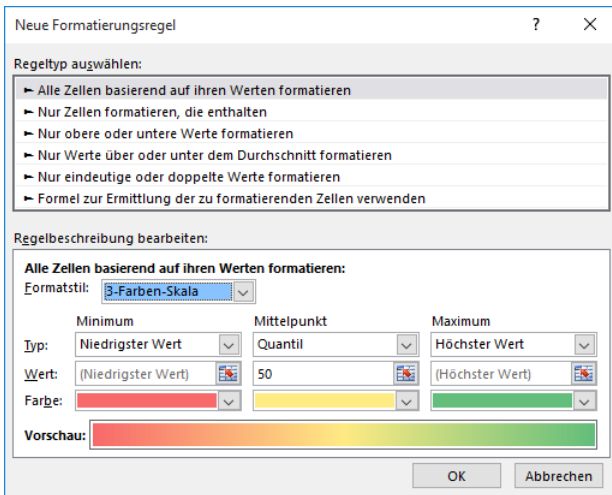 Neue Formatierungsregel ? ×
Regeltyp auswählen:
► Alle Zellen basierend auf ihren Werten formatieren
► Nur Zellen formatieren, die enthalten
► Nur obere oder untere Werte formatieren
► Nur Werte über oder unter dem Durchschnitt formatieren
► Nur eindeutige oder doppelte Werte formatieren
► Formel zur Ermittlung der zu formatierenden Zellen verwenden
Regelbeschreibung bearbeiten:
Alle Zellen basierend auf ihren Werten formatieren:
Formatstil: 3-Farben-Skala
Minimum Mittelpunkt Maximum
Typ: Niedrigster Wert Quantil Höchster Wert
Wert: (Niedrigster Wert) 50 (Höchster Wert)
Farbe:
Vorschau:
OK Abbrechen